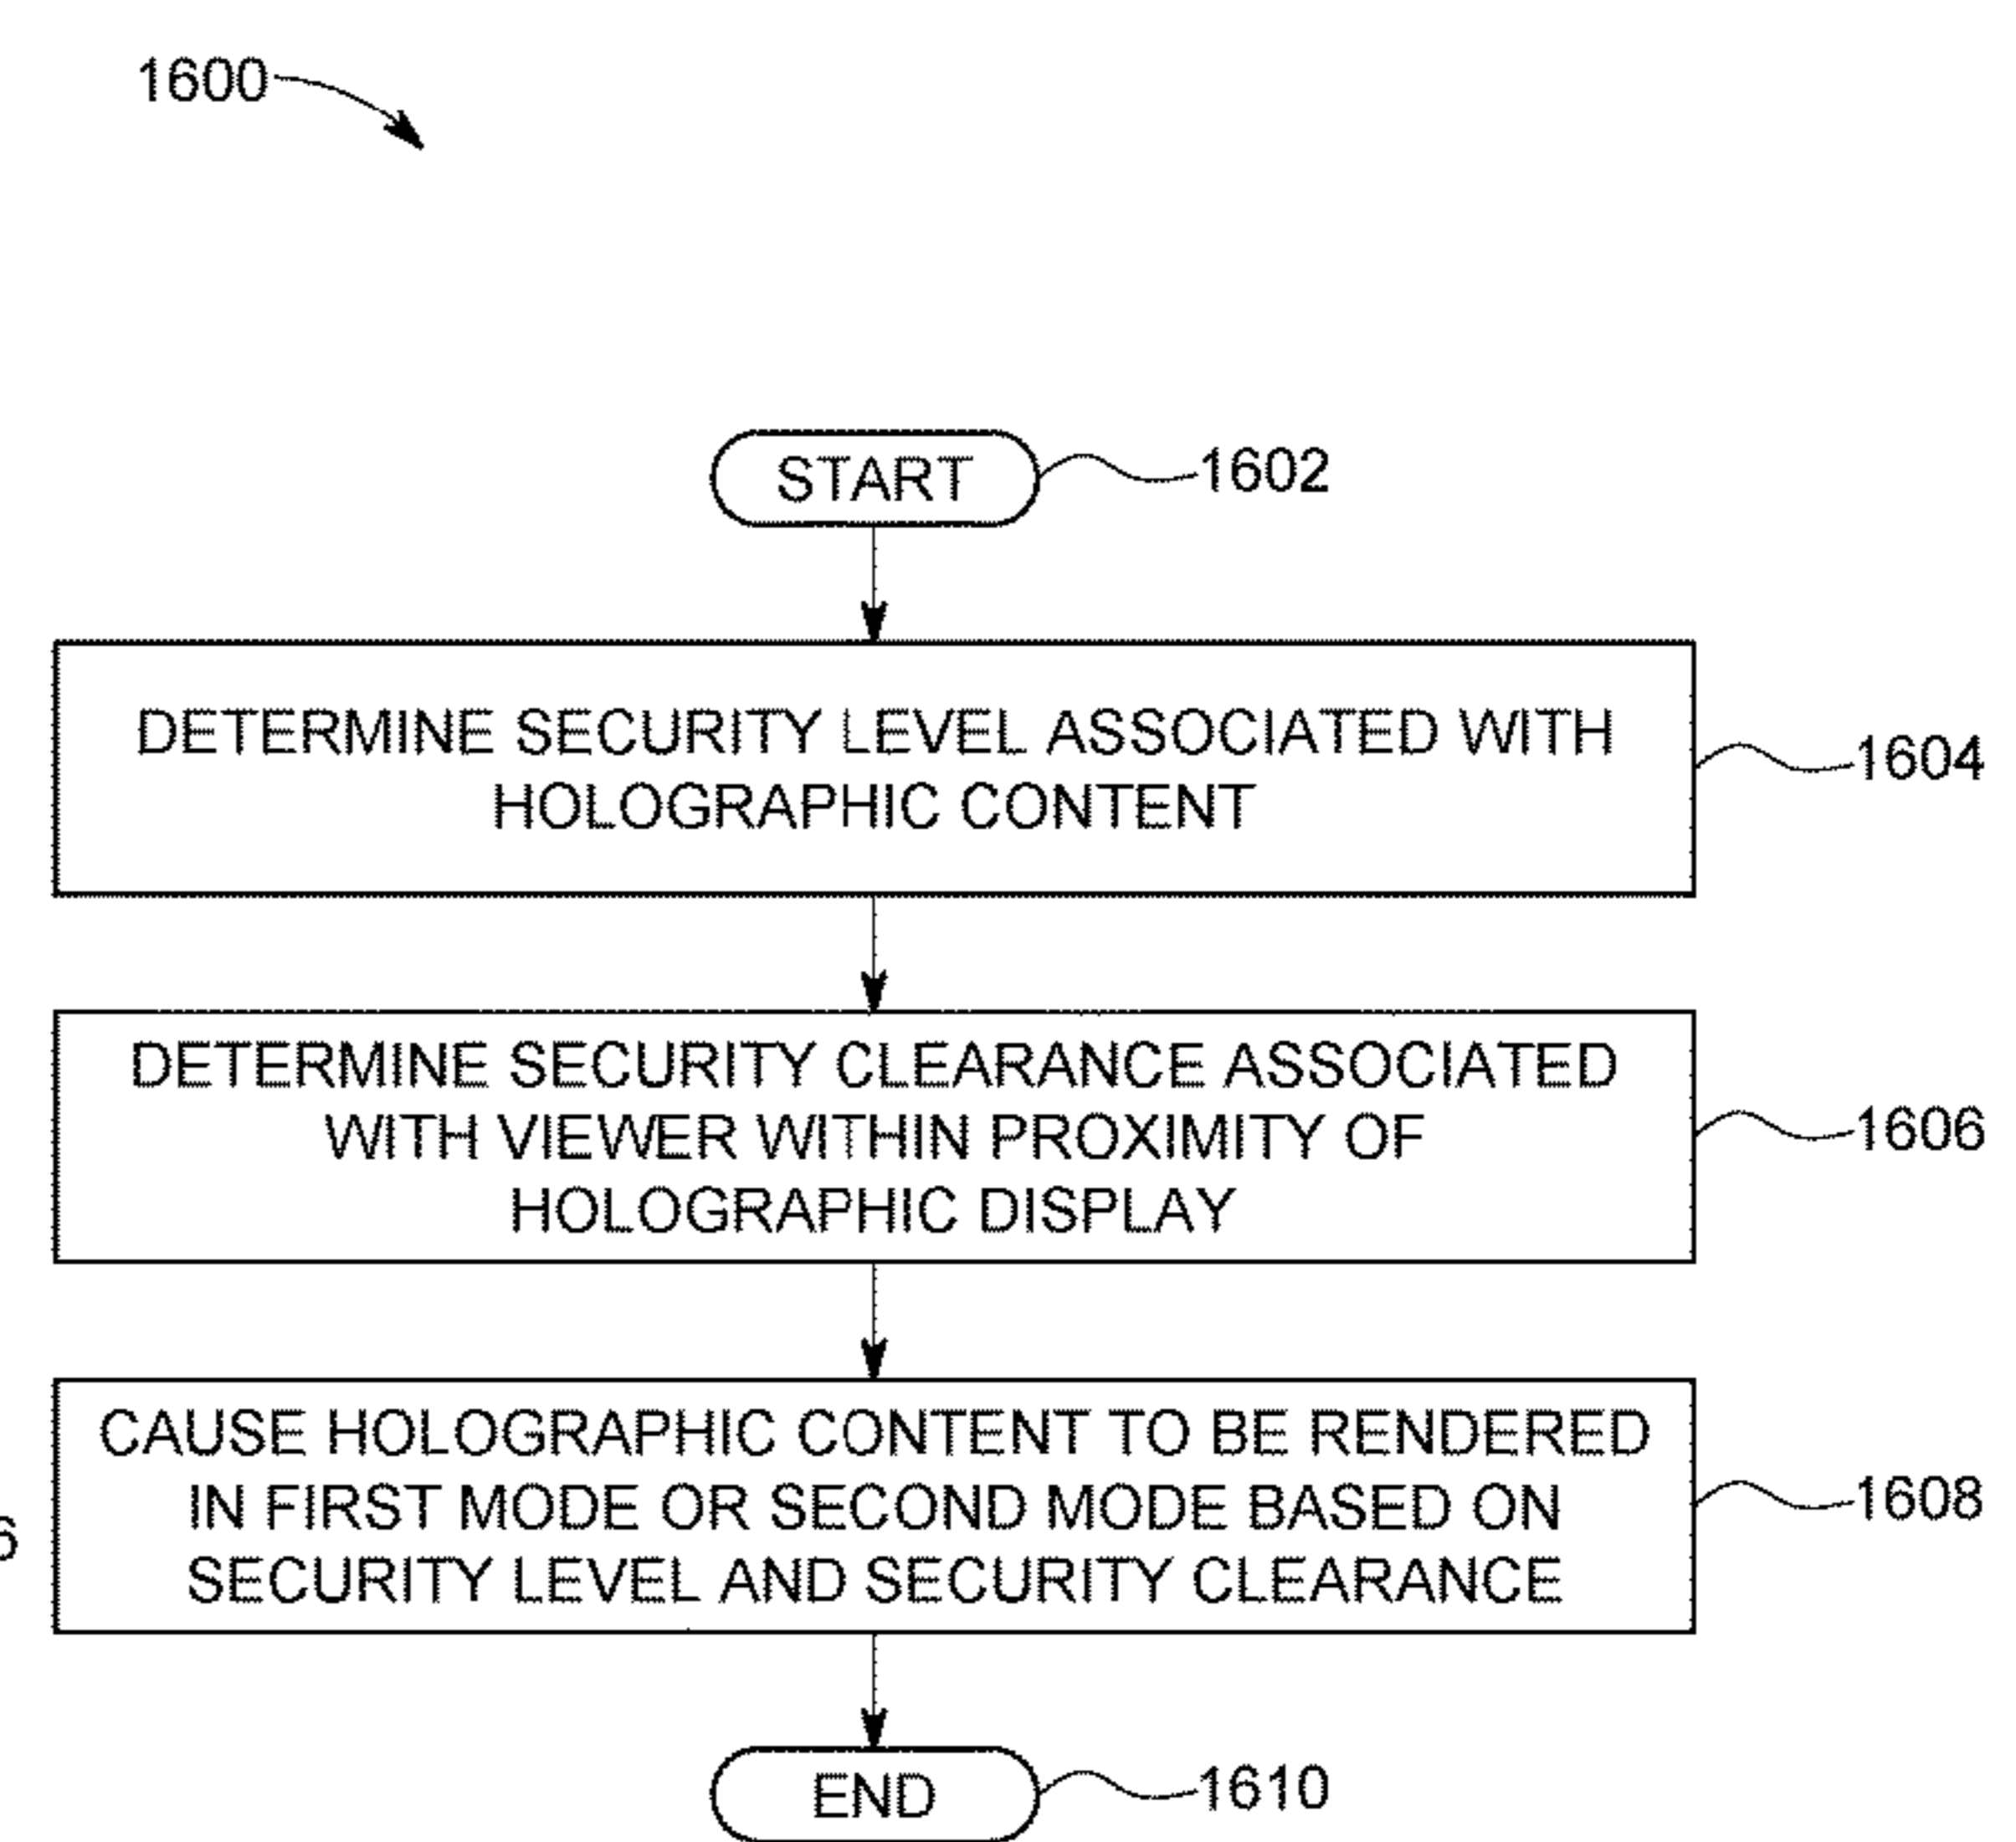 1600
START
1602
DETERMINE SECURITY LEVEL ASSOCIATED WITH
HOLOGRAPHIC CONTENT
1604
DETERMINE SECURITY CLEARANCE ASSOCIATED
WITH VIEWER WITHIN PROXIMITY OF
HOLOGRAPHIC DISPLAY
1606
CAUSE HOLOGRAPHIC CONTENT TO BE RENDERED
IN FIRST MODE OR SECOND MODE BASED ON
SECURITY LEVEL AND SECURITY CLEARANCE
1608
END
1610